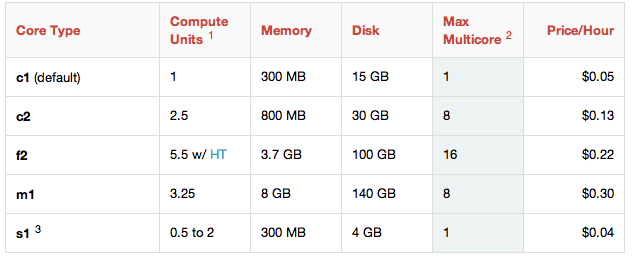 Core Type Compute Units 1 Memory Disk Max Multicore 2 Price/Hour
c1 (default) 1 300 MB 15 GB 1 $0.05
c2 2.5 800 MB 30 GB 8 $0.13
f2 5.5 w/ HT 3.7 GB 100 GB 16 $0.22
m1 3.25 8 GB 140 GB 8 $0.30
s1 3 0.5 to 2 300 MB 4 GB 1 $0.04